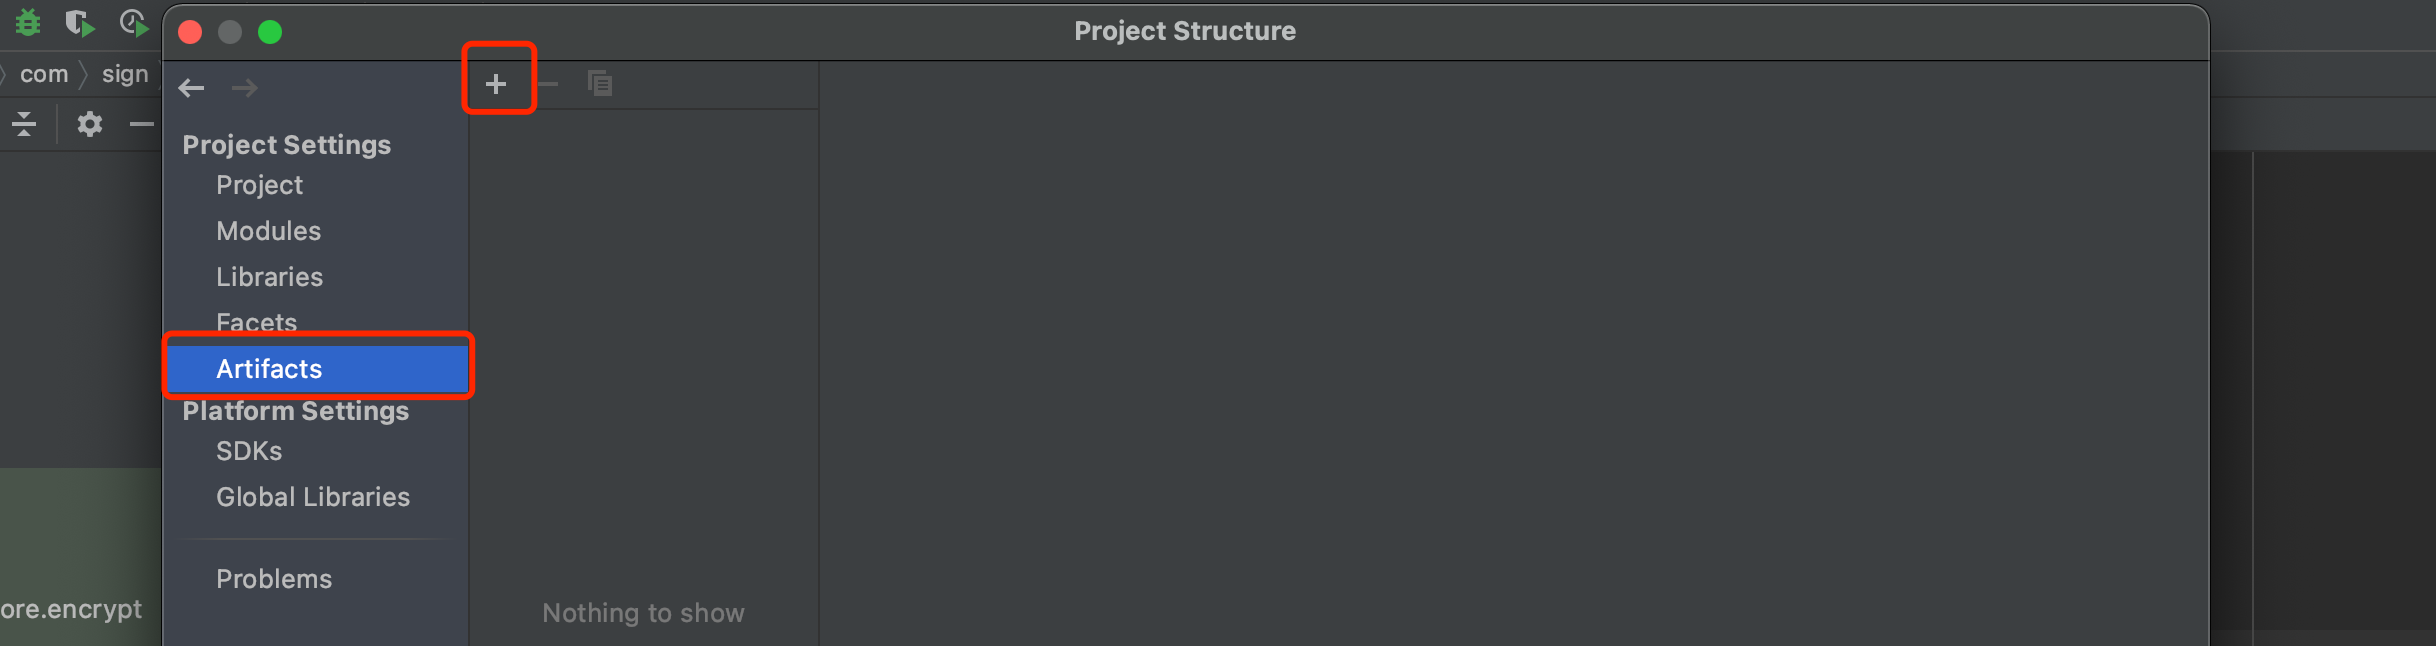 Project Structure
com
sign
Project Settings
Project
Modules
Libraries
Facets
Artifacts
Platform Settings
SDKs
Global Libraries
Problems
ore.encrypt
Nothing to show